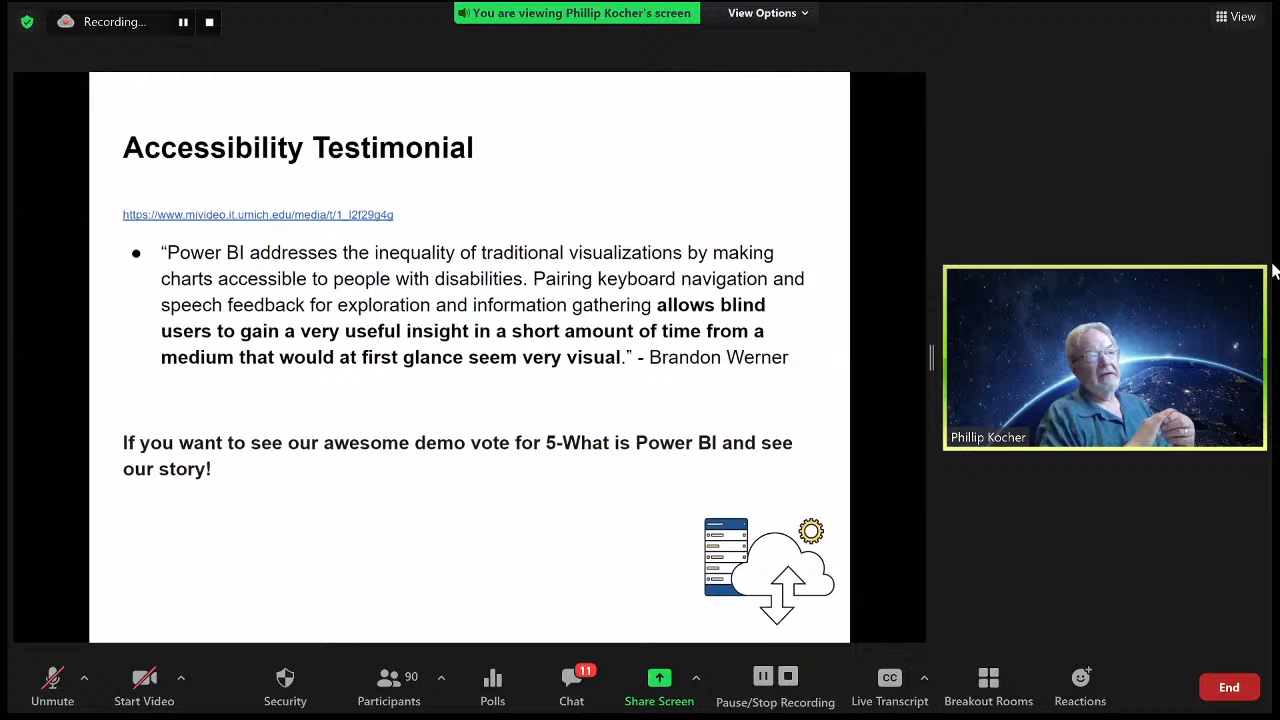 Recording...
You are viewing Phillip Kocher's screen
View Options
View
Accessibility Testimonial
https://www.mivideo.it.umich.edu/media/t/1_l2f29g4g
● “Power BI addresses the inequality of traditional visualizations by making
charts accessible to people with disabilities. Pairing keyboard navigation and
speech feedback for exploration and information gathering allows blind
users to gain a very useful insight in a short amount of time from a
medium that would at first glance seem very visual.” - Brandon Werner
If you want to see our awesome demo vote for 5-What is Power BI and see
our story!
Phillip Kocher
Unmute
Start Video
Security
90
Participants
Polls
11
Chat
Share Screen
Pause/Stop Recording
CC
Live Transcript
Breakout Rooms
Reactions
End